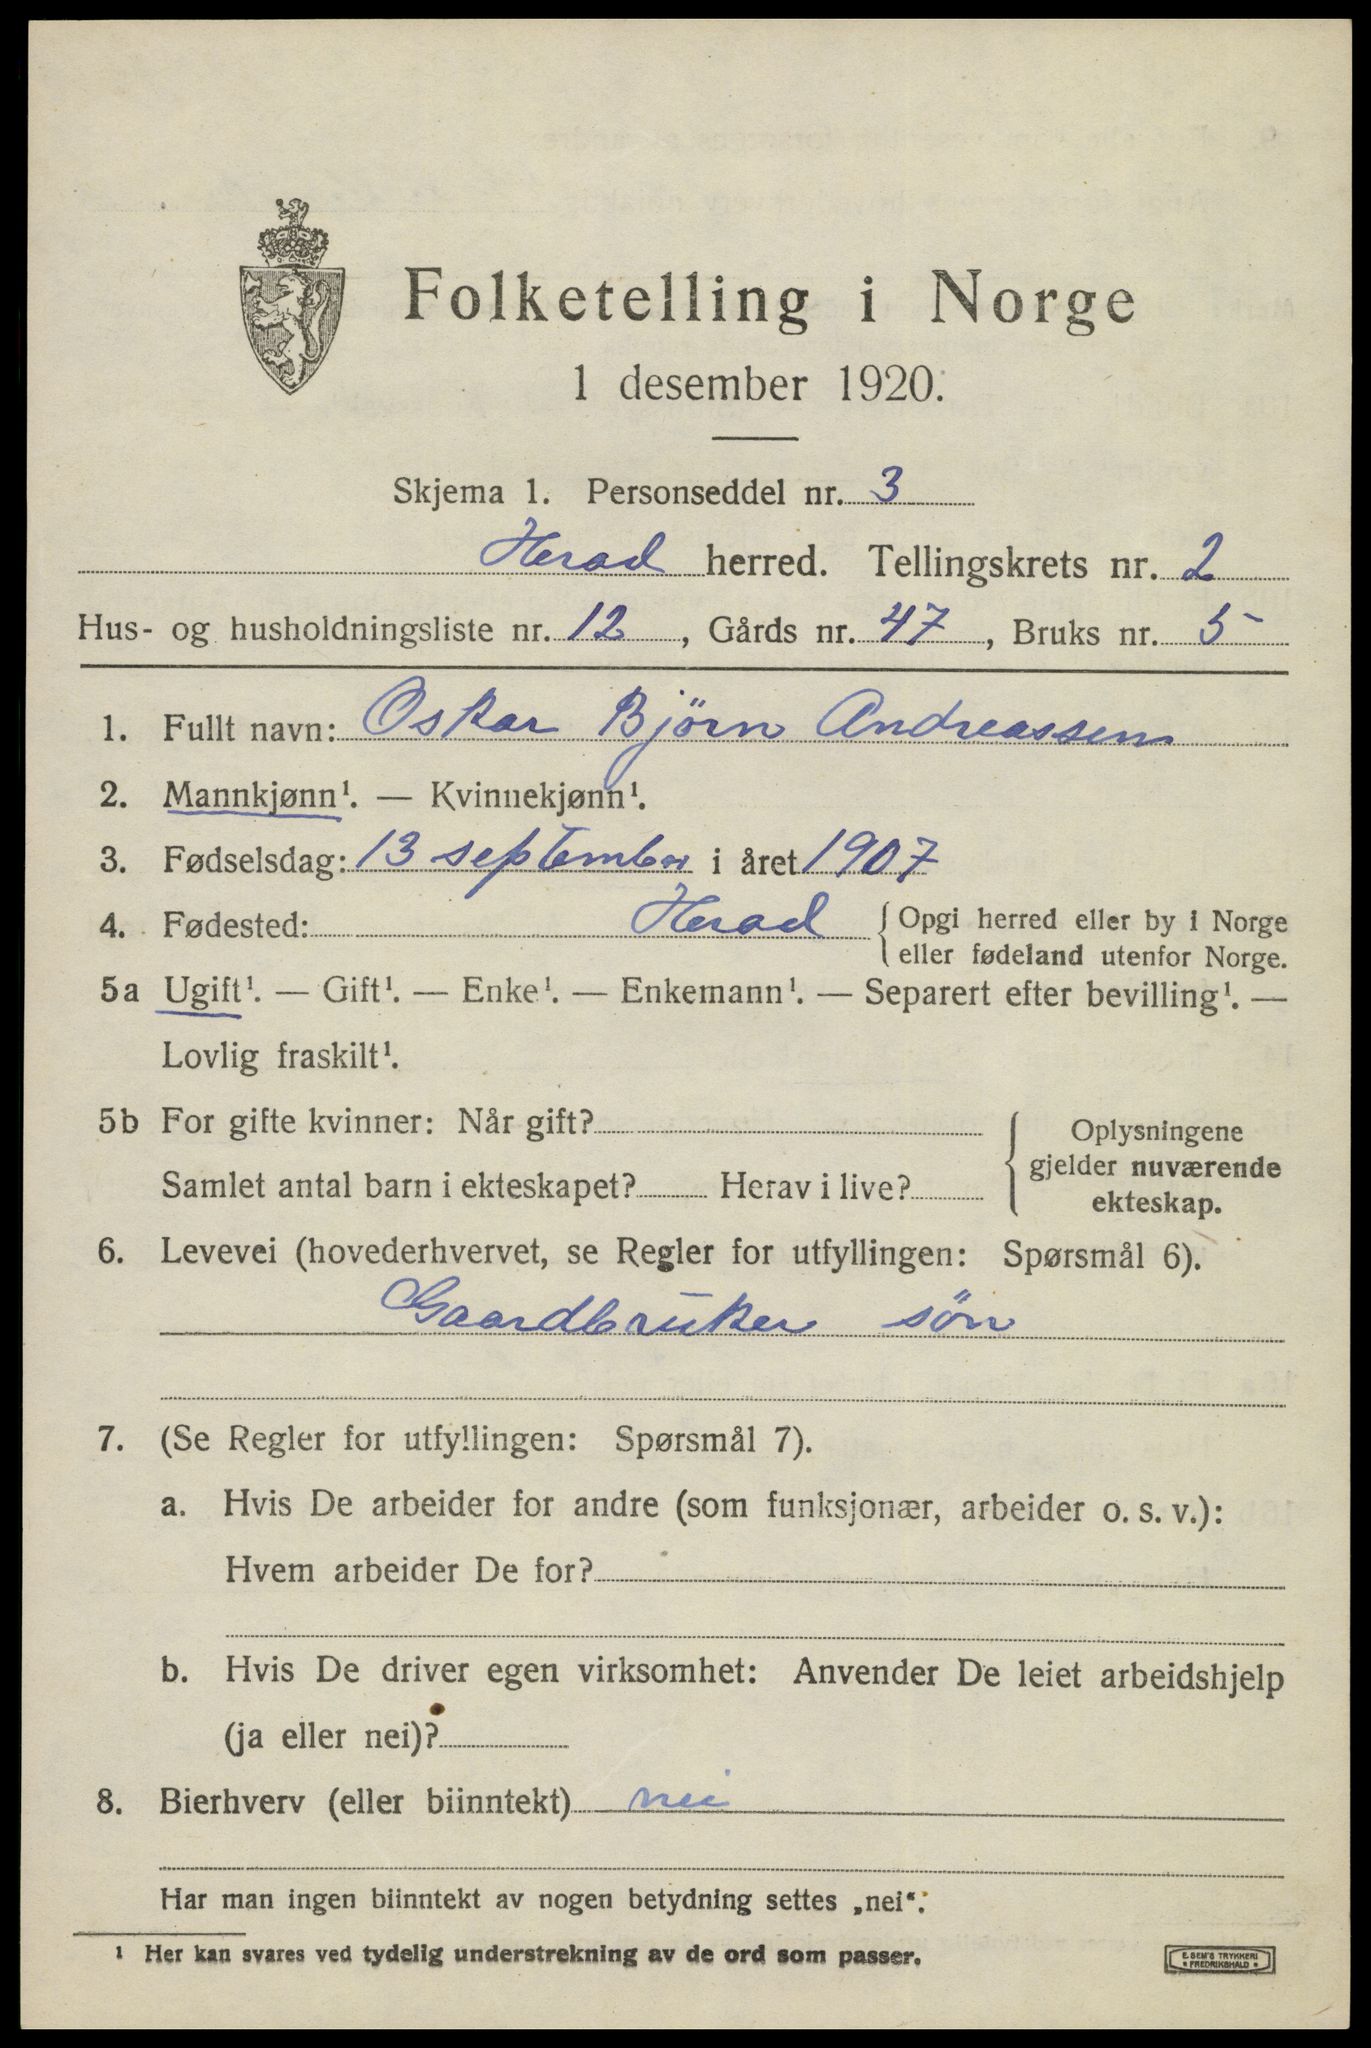 Folketelling i Norge
1 desember 1920.
Skjema 1. Personseddel nr. 3
Herad herred. Tellingskrets nr. 2
Hus- og husholdningsliste nr. 12, Gårds nr. 47, Bruks nr. 5
1. Fullt navn: Oskar Björn Andreassen
2. Mannkjønn¹. — Kvinnekjønn¹.
3. Fødselsdag: 13 september i året 1907
4. Fødested: Herad { Opgi herred eller by i Norge
eller fødeland utenfor Norge.
5a Ugift¹. — Gift¹. — Enke¹. — Enkemann¹. — Separert efter bevilling¹. —
Lovlig fraskilt¹.
5b For gifte kvinner: Når gift?
Samlet antal barn i ekteskapet? Herav i live?
{ Oplysningene
gjelder nuværende
ekteskap.
6. Levevei (hovederhvervet, se Regler for utfyllingen: Spørsmål 6).
Gaardbruker søn
7. (Se Regler for utfyllingen: Spørsmål 7).
a. Hvis De arbeider for andre (som funksjonær, arbeider o. s. v.):
Hvem arbeider De for?
b. Hvis De driver egen virksomhet: Anvender De leiet arbeidshjelp
(ja eller nei)?
8. Bierhverv (eller biinntekt) nei
Har man ingen biinntekt av nogen betydning settes „nei“.
¹ Her kan svares ved tydelig understrekning av de ord som passer.
E. SEM'S TRYKKERI
• FREDRIKSHALD •